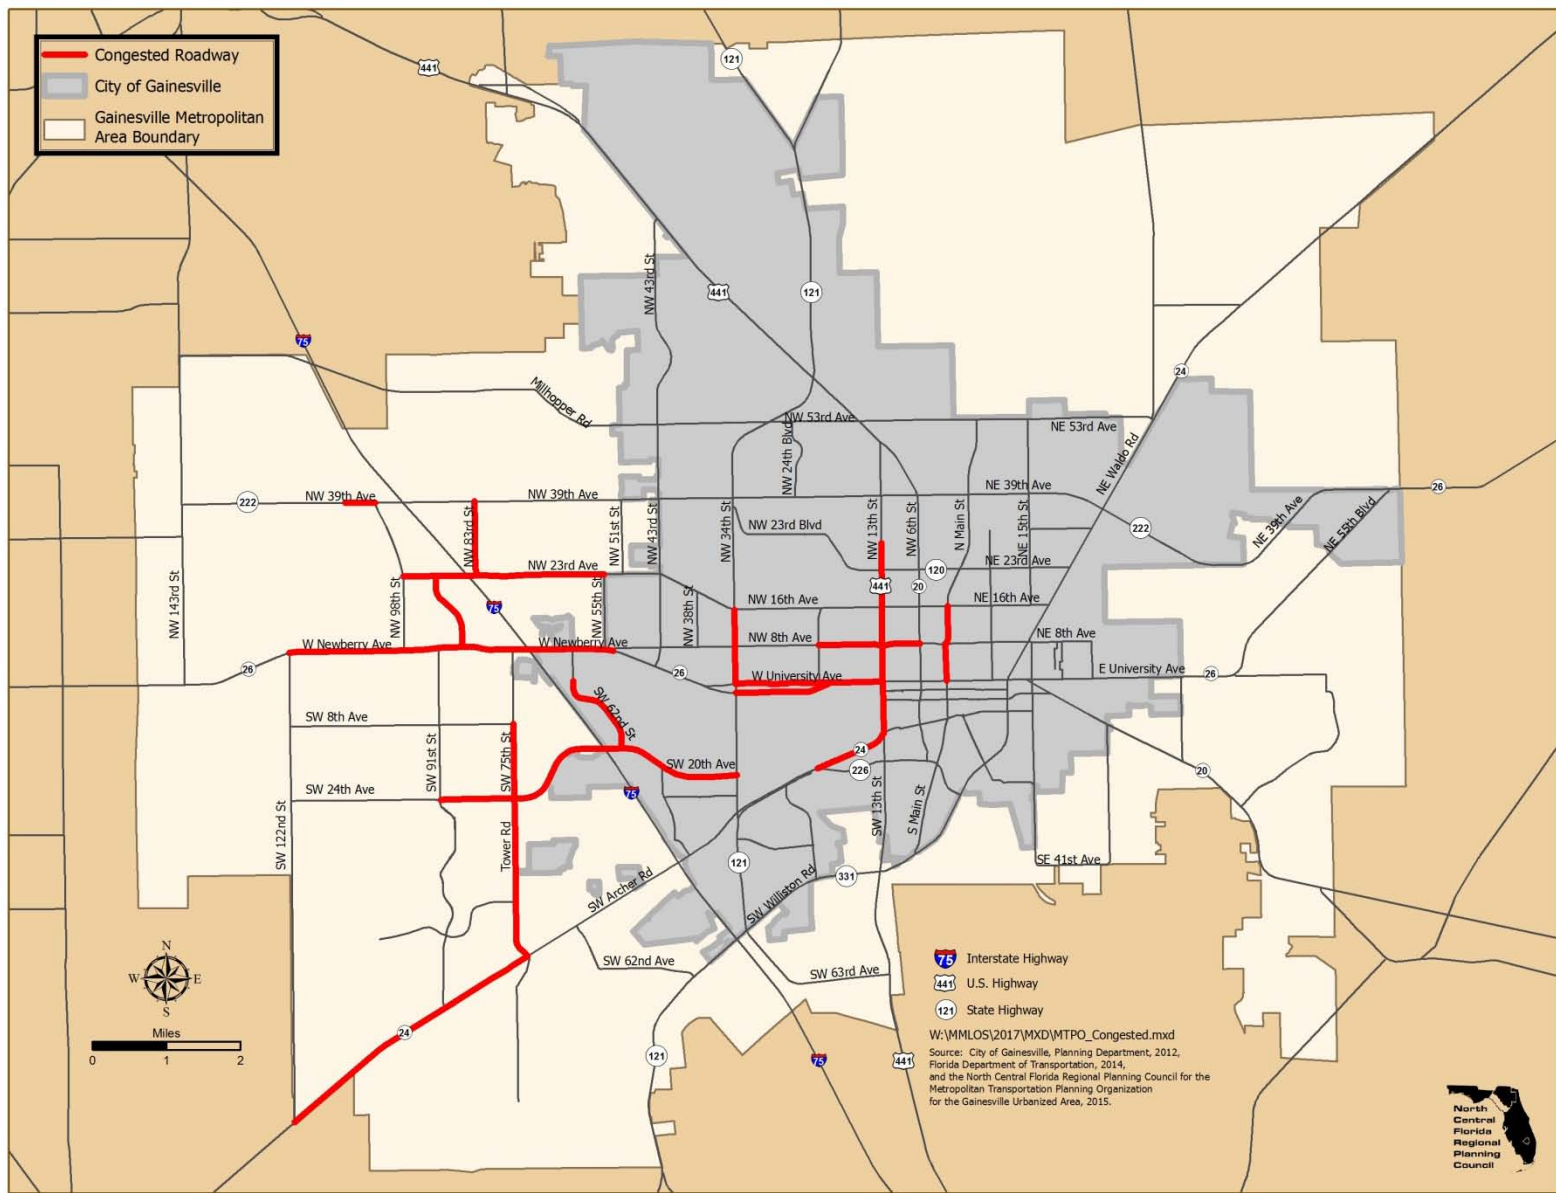 Congested Roadway
City of Gainesville
Gainesville Metropolitan
Area Boundary
441
121
NW 43rd St
441
121
75
24
Millhopper Rd
NW 53rd Ave
NE 53rd Ave
NW 24th Blvd
NE Waldo Rd
26
222
NW 39th Ave
NW 39th Ave
NE 39th Ave
NW 83rd St
NW 51st St
NW 43rd St
NW 34th St
NW 23rd Blvd
NW 13th St
NW 6th St
N Main St
NE 15th St
222
NE 39th Ave
NE 55th Blvd
NW 23rd Ave
120
NE 23rd Ave
NW 143rd St
NW 98th St
75
NW 55th St
NW 38th St
441
20
NW 16th Ave
NE 16th Ave
W Newberry Ave
W Newberry Ave
NW 8th Ave
NE 8th Ave
26
26
W University Ave
E University Ave
26
SW 62nd St
SW 8th Ave
SW 91st St
SW 75th St
24
SW 20th Ave
226
20
SW 24th Ave
75
SW 122nd St
Tower Rd
SW 13th St
S Main St
121
SE 41st Ave
SW Archer Rd
331
SW Williston Rd
SW 62nd Ave
SW 63rd Ave
24
121
75
441
N
W
E
S
Miles
0
1
2
75
Interstate Highway
441
U.S. Highway
121
State Highway
W:\MMLOS\2017\MXD\MTPO_Congested.mxd
Source: City of Gainesville, Planning Department, 2012,
Florida Department of Transportation, 2014,
and the North Central Florida Regional Planning Council for the
Metropolitan Transportation Planning Organization
for the Gainesville Urbanized Area, 2015.
North
Central
Florida
Regional
Planning
Council